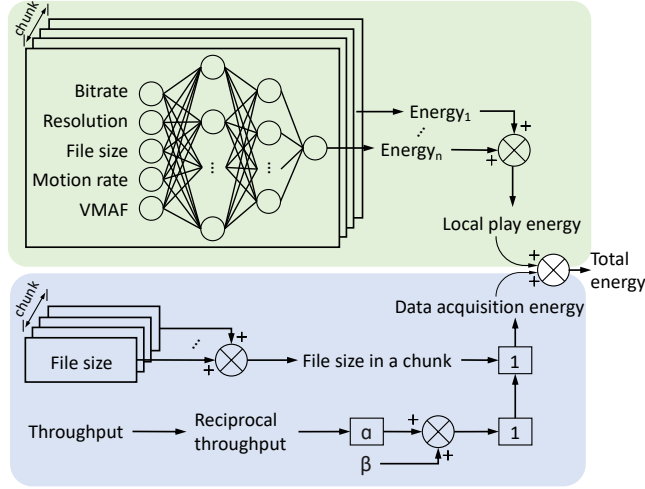 chunk
Bitrate
Resolution
File size
Motion rate
VMAF
...
...
Energy1
...
Energyn
+
+
Local play energy
+
+
Total
energy
Data acquisition energy
chunk
File size
...
+
+
File size in a chunk
1
Throughput
Reciprocal
throughput
α
+
+
1
β